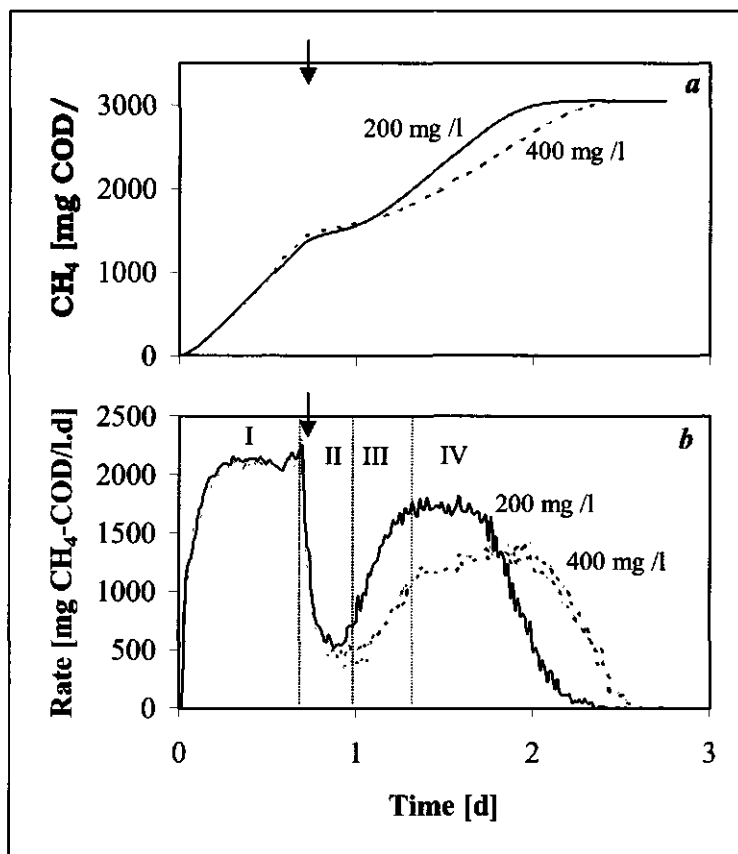 a
3000
2000
1000
0
CH₄ [mg COD/
200 mg /l
400 mg /l
b
2500
2000
1500
1000
500
0
Rate [mg CH₄-COD/l.d]
I
II
III
IV
200 mg /l
400 mg /l
0
1
2
3
Time [d]